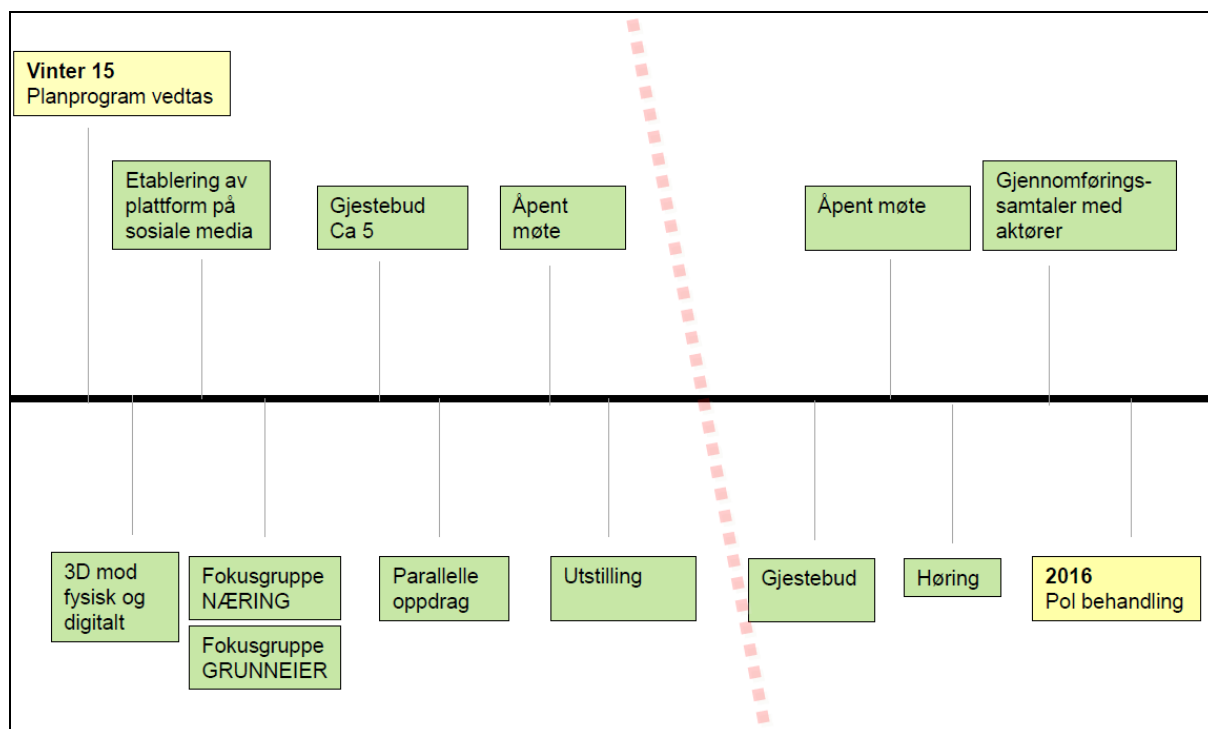 Vinter 15
Planprogram vedtas
Etablering av
plattform på
sosiale media
Gjestebud
Ca 5
Åpent
møte
Åpent møte
Gjennomførings-
samtaler med
aktører
3D mod
fysisk og
digitalt
Fokusgruppe
NÆRING
Fokusgruppe
GRUNNEIER
Parallelle
oppdrag
Utstilling
Gjestebud
Høring
2016
Pol behandling